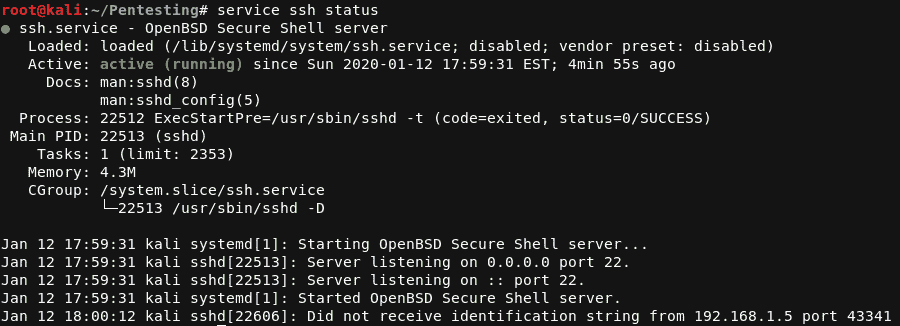 root@kali:~/Pentesting# service ssh status
● ssh.service - OpenBSD Secure Shell server
   Loaded: loaded (/lib/systemd/system/ssh.service; disabled; vendor preset: disabled)
   Active: active (running) since Sun 2020-01-12 17:59:31 EST; 4min 55s ago
     Docs: man:sshd(8)
           man:sshd_config(5)
  Process: 22512 ExecStartPre=/usr/sbin/sshd -t (code=exited, status=0/SUCCESS)
 Main PID: 22513 (sshd)
    Tasks: 1 (limit: 2353)
   Memory: 4.3M
   CGroup: /system.slice/ssh.service
           └─22513 /usr/sbin/sshd -D

Jan 12 17:59:31 kali systemd[1]: Starting OpenBSD Secure Shell server...
Jan 12 17:59:31 kali sshd[22513]: Server listening on 0.0.0.0 port 22.
Jan 12 17:59:31 kali sshd[22513]: Server listening on :: port 22.
Jan 12 17:59:31 kali systemd[1]: Started OpenBSD Secure Shell server.
Jan 12 18:00:12 kali sshd[22606]: Did not receive identification string from 192.168.1.5 port 43341